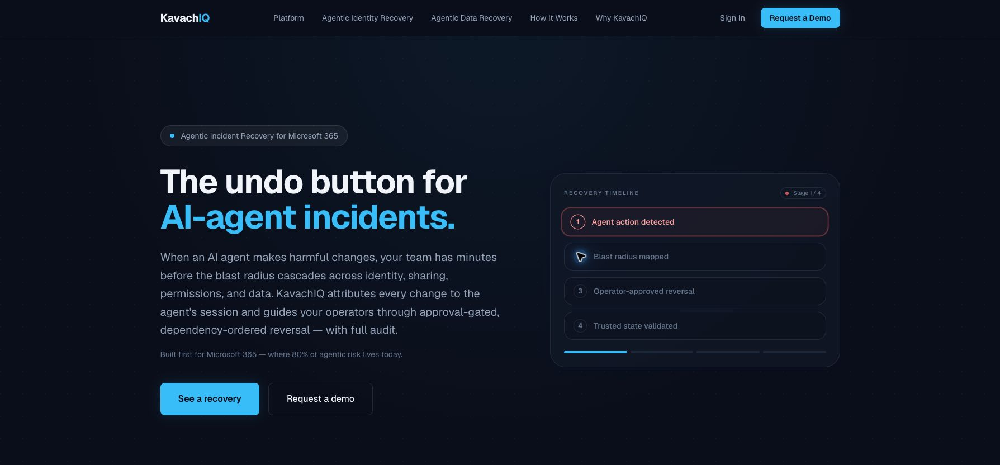 KavachIQ
Platform
Agentic Identity Recovery
Agentic Data Recovery
How It Works
Why KavachIQ
Sign In
Request a Demo
Agentic Incident Recovery for Microsoft 365
The undo button for
AI-agent incidents.
When an AI agent makes harmful changes, your team has minutes
before the blast radius cascades across identity, sharing,
permissions, and data. KavachIQ attributes every change to the
agent's session and guides your operators through approval-gated,
dependency-ordered reversal — with full audit.
Built first for Microsoft 365 — where 80% of agentic risk lives today.
See a recovery
Request a demo
RECOVERY TIMELINE
Stage 1 / 4
1 Agent action detected
Blast radius mapped
3 Operator-approved reversal
4 Trusted state validated